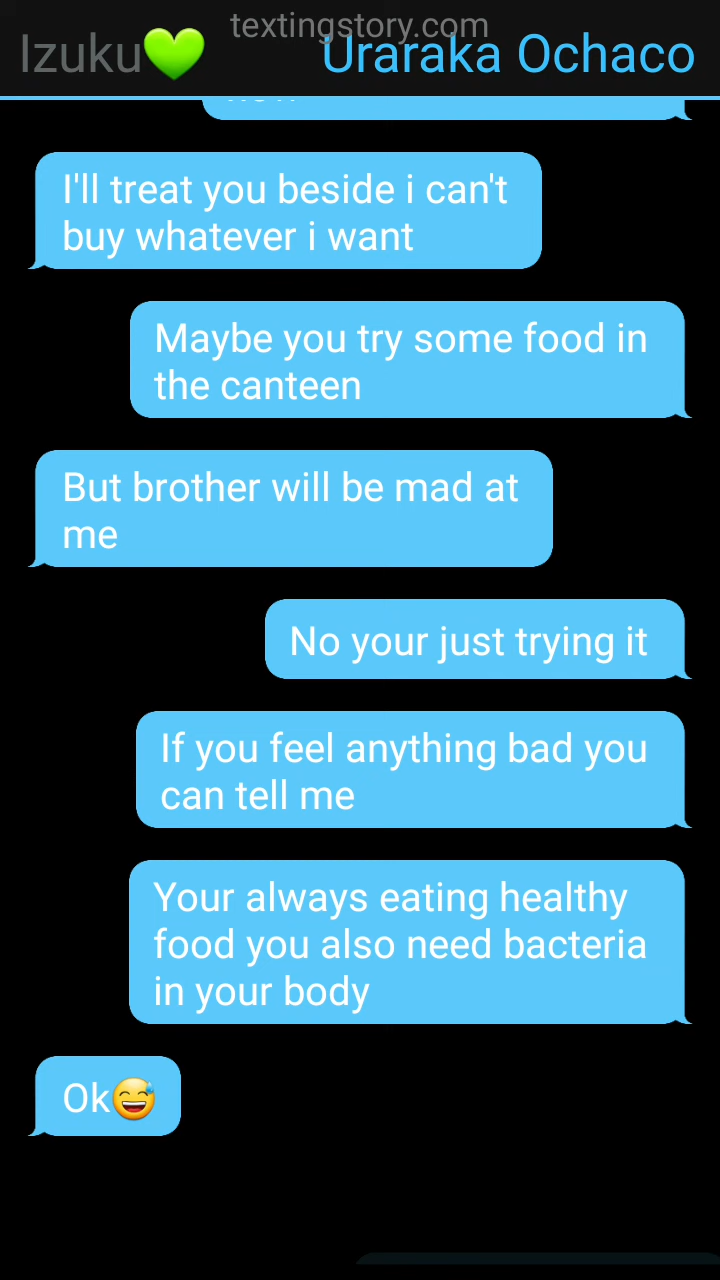 textingstory.com
Izuku💚 Uraraka Ochaco
I'll treat you beside i can't
buy whatever i want
Maybe you try some food in
the canteen
But brother will be mad at
me
No your just trying it
If you feel anything bad you
can tell me
Your always eating healthy
food you also need bacteria
in your body
Ok😅